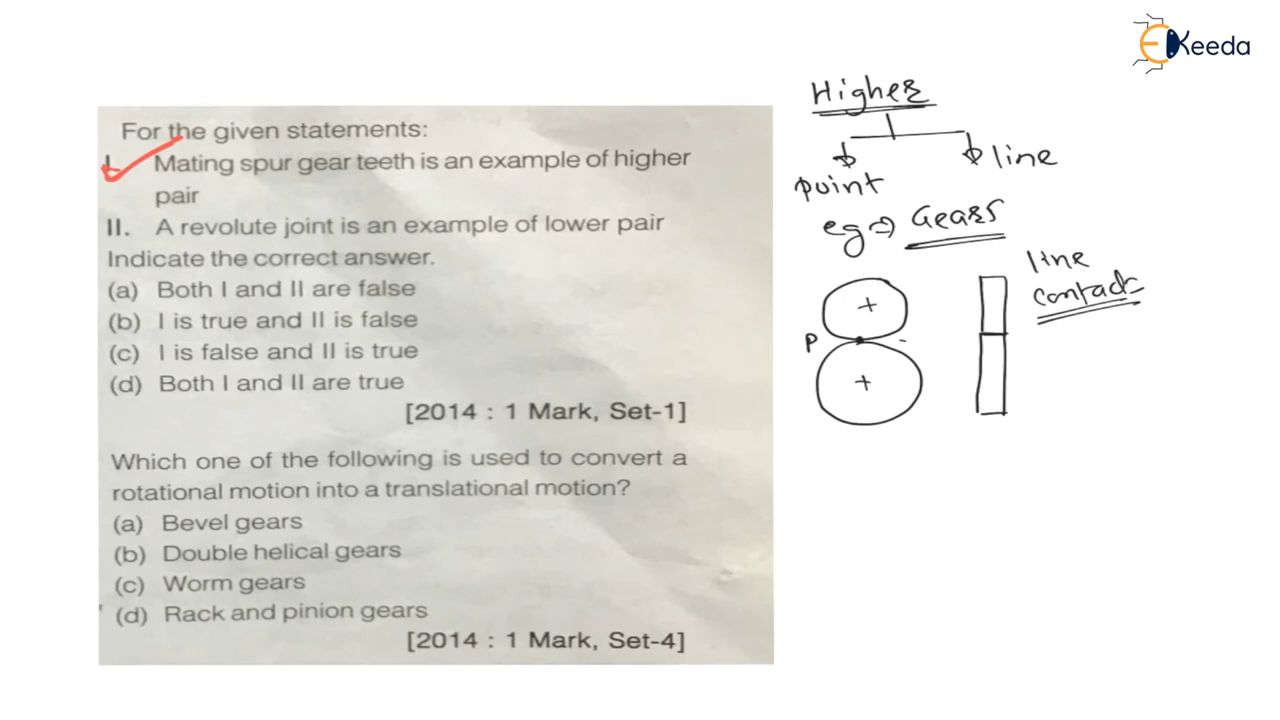 EKeeda
For the given statements:
I. Mating spur gear teeth is an example of higher
pair
II. A revolute joint is an example of lower pair
Indicate the correct answer.
(a) Both I and II are false
(b) I is true and II is false
(c) I is false and II is true
(d) Both I and II are true
[2014 : 1 Mark, Set-1]
Which one of the following is used to convert a
rotational motion into a translational motion?
(a) Bevel gears
(b) Double helical gears
(c) Worm gears
(d) Rack and pinion gears
[2014 : 1 Mark, Set-4]
Higher
point
line
eg ⇒ Gears
line
contact
P